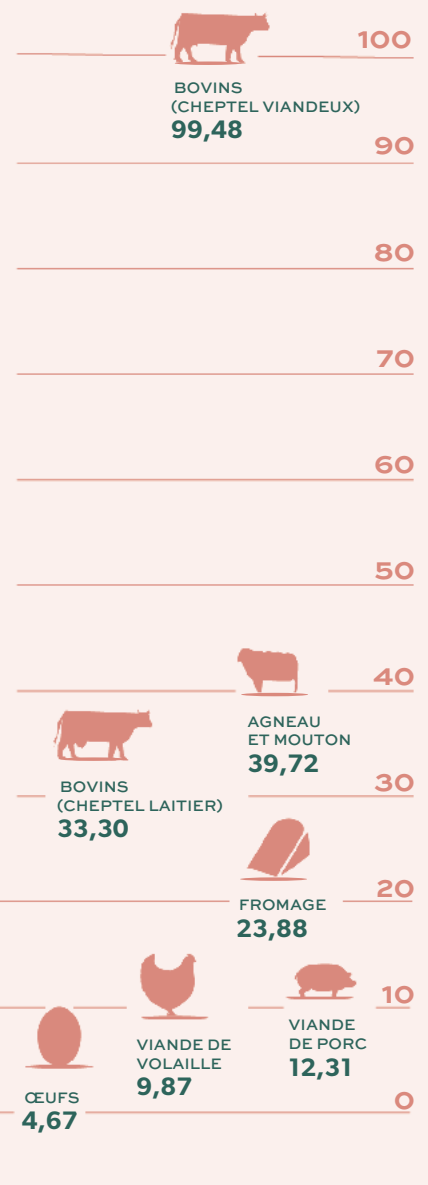 100
BOVINS
(CHEPTEL VIANDEUX)
99,48
90
80
70
60
50
40
AGNEAU
ET MOUTON
39,72
30
BOVINS
(CHEPTEL LAITIER)
33,30
20
FROMAGE
23,88
10
VIANDE
DE PORC
12,31
VIANDE DE
VOLAILLE
9,87
ŒUFS
4,67
0